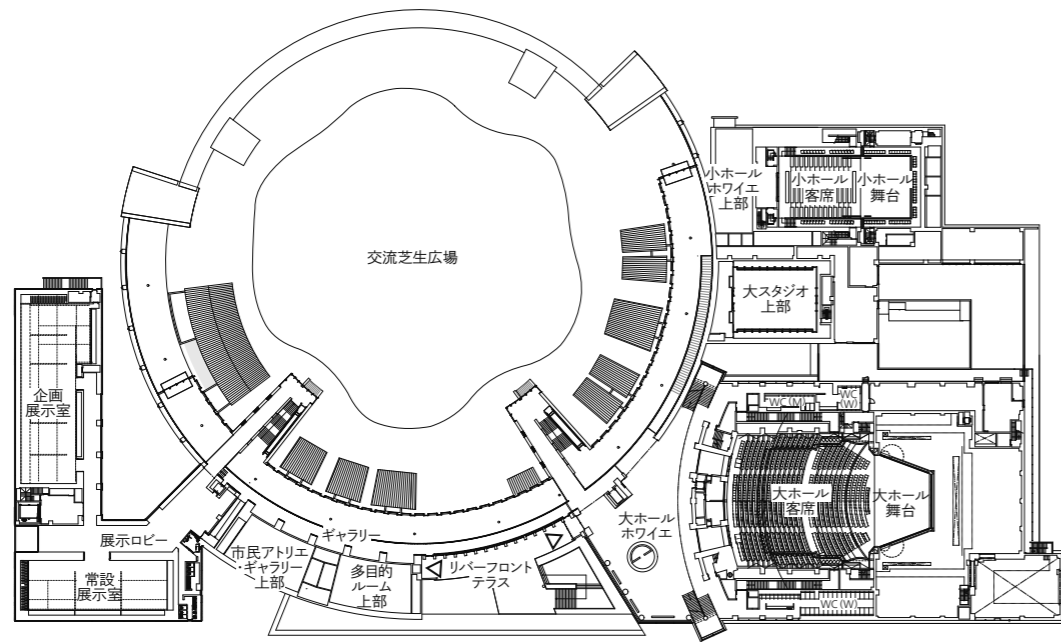 小ホール
ホワイエ
上部
小ホール
客席
小ホール
舞台
交流芝生広場
大スタジオ
上部
企画
展示室
WC(M)
WC
(W)
大ホール
客席
大ホール
舞台
大ホール
ホワイエ
展示ロビー
ギャラリー
市民アトリエ
・ギャラリー
上部
多目的
ルーム
上部
リバーフロント
テラス
常設
展示室
WC(W)